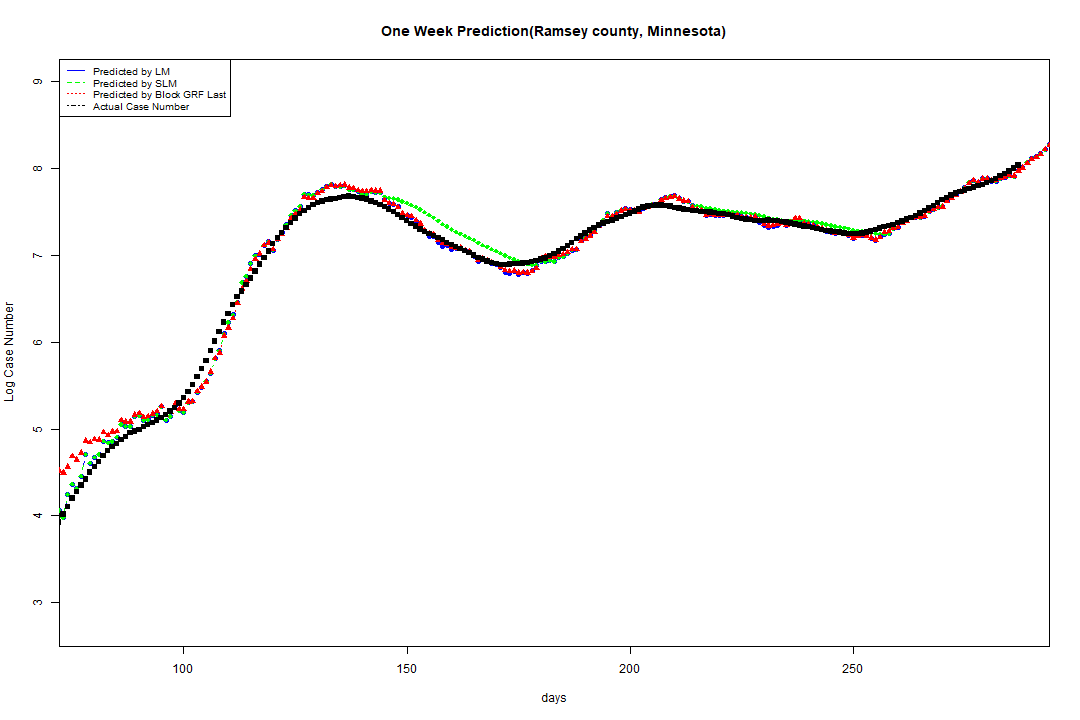 One Week Prediction(Ramsey county, Minnesota)
Predicted by LM
Predicted by SLM
Predicted by Block GRF Last
Actual Case Number
9
8
7
6
5
4
3
Log Case Number
100 150 200 250
days